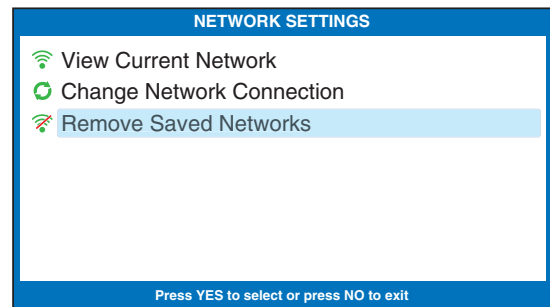 NETWORK SETTINGS
View Current Network
Change Network Connection
Remove Saved Networks
Press YES to select or press NO to exit